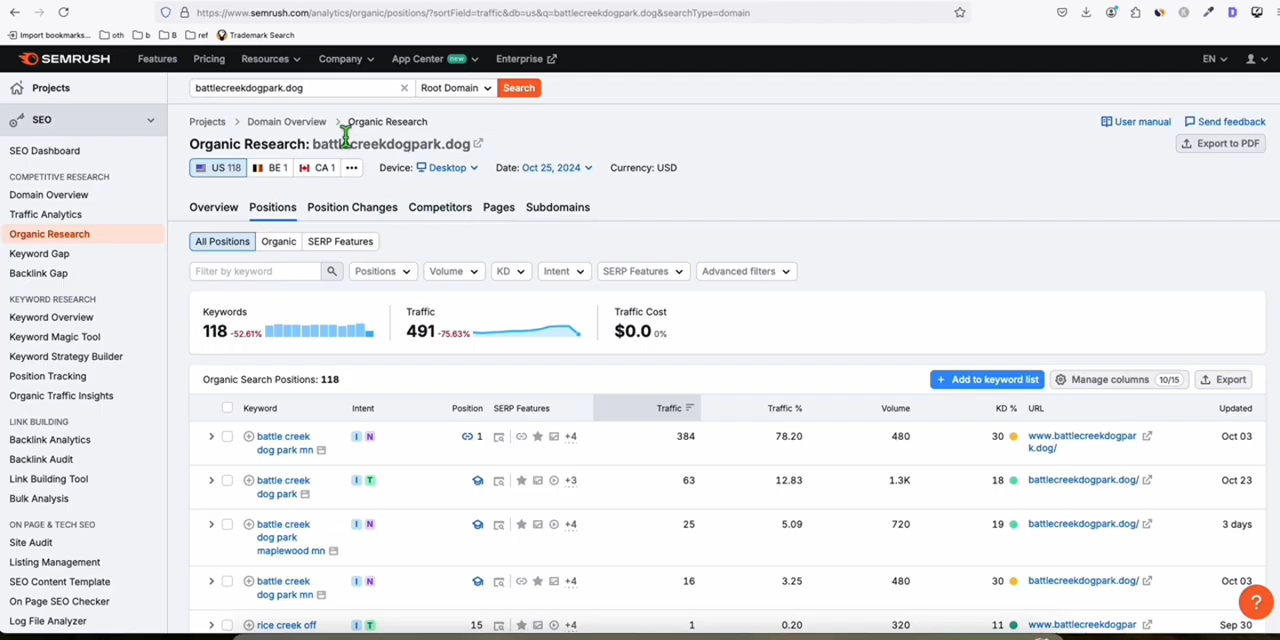 https://www.semrush.com/analytics/organic/positions/?sortField=traffic&db=us&q=battlecreekdogpark.dog&searchType=domain
Import bookmarks... oth b B ref Trademark Search
SEMRUSH Features Pricing Resources Company App Center new Enterprise EN
Projects
battlecreekdogpark.dog Root Domain Search
SEO
Projects > Domain Overview > Organic Research
User manual Send feedback
Organic Research: battlecreekdogpark.dog
Export to PDF
US 118 BE 1 CA 1 ••• Device: Desktop Date: Oct 25, 2024 Currency: USD
Overview Positions Position Changes Competitors Pages Subdomains
All Positions Organic SERP Features
Filter by keyword Positions Volume KD Intent SERP Features Advanced filters
Keywords
118 -52.61%
Traffic
491 -75.63%
Traffic Cost
$0.0 0%
Organic Search Positions: 118
+ Add to keyword list Manage columns 10/15 Export
Keyword Intent Position SERP Features Traffic Traffic % Volume KD % URL Updated
battle creek I N 1 +4 384 78.20 480 30 www.battlecreekdogpar Oct 03
dog park mn k.dog/
battle creek I T +3 63 12.83 1.3K 18 battlecreekdogpark.dog/ Oct 23
dog park
battle creek I N +4 25 5.09 720 19 battlecreekdogpark.dog/ 3 days
dog park
maplewood mn
battle creek I N +4 16 3.25 480 30 battlecreekdogpark.dog/ Oct 03
dog park mn
rice creek off I T 15 +4 1 0.20 320 11 www.battlecreekdogpar Sep 30
SEO Dashboard
COMPETITIVE RESEARCH
Domain Overview
Traffic Analytics
Organic Research
Keyword Gap
Backlink Gap
KEYWORD RESEARCH
Keyword Overview
Keyword Magic Tool
Keyword Strategy Builder
Position Tracking
Organic Traffic Insights
LINK BUILDING
Backlink Analytics
Backlink Audit
Link Building Tool
Bulk Analysis
ON PAGE & TECH SEO
Site Audit
Listing Management
SEO Content Template
On Page SEO Checker
Log File Analyzer
?